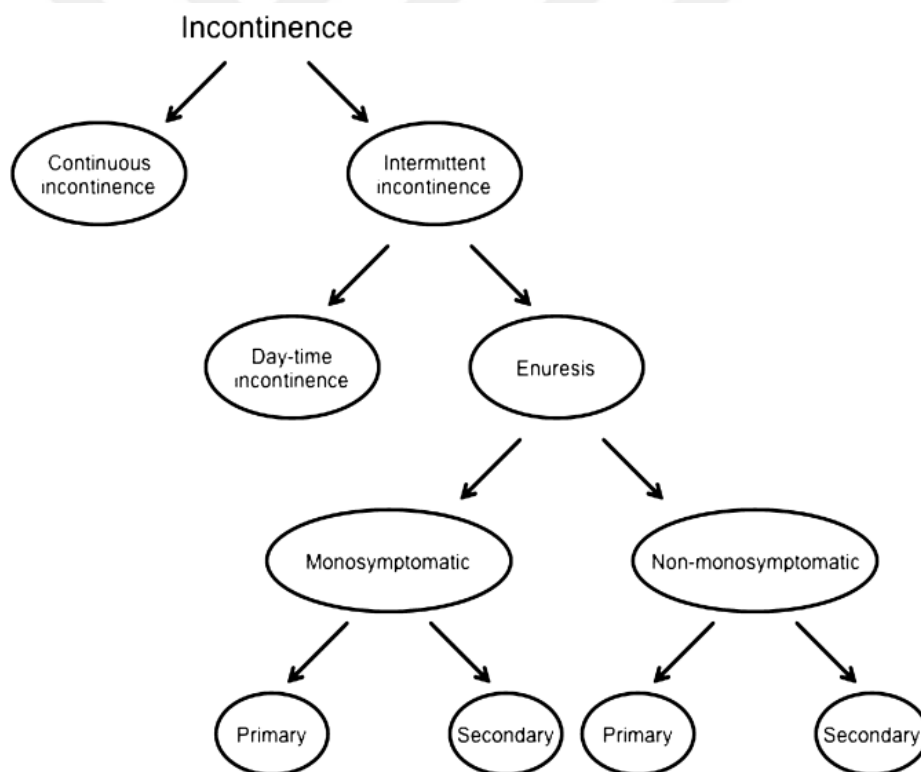 Incontinence
Continuous
incontinence
Intermittent
incontinence
Day-time
incontinence
Enuresis
Monosymptomatic
Non-monosymptomatic
Primary
Secondary
Primary
Secondary